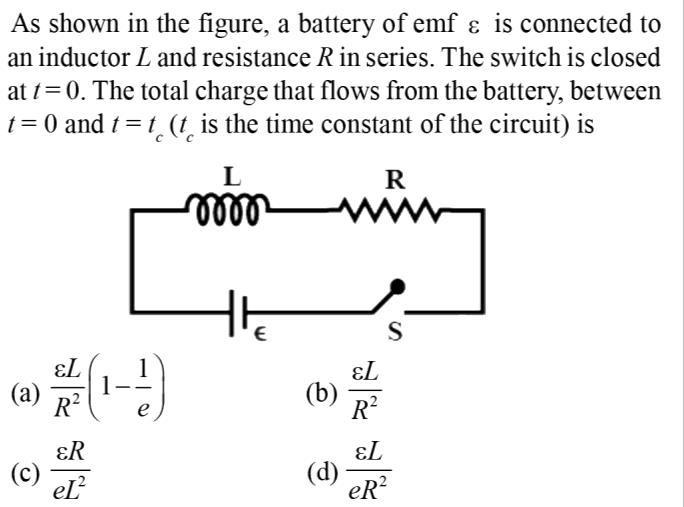 As shown in the figure, a battery of emf ε is connected to
an inductor L and resistance R in series. The switch is closed
at t = 0. The total charge that flows from the battery, between
t = 0 and t = t_c (t_c is the time constant of the circuit) is
L R
ϵ S
(a) εL/R² (1 − 1/e) (b) εL/R²
(c) εR/eL² (d) εL/eR²